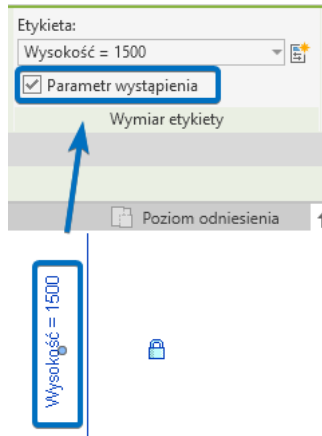 Etykieta:
Wysokość = 1500
Parametr wystąpienia
Wymiar etykiety
Poziom odniesienia
Wysokość = 1500